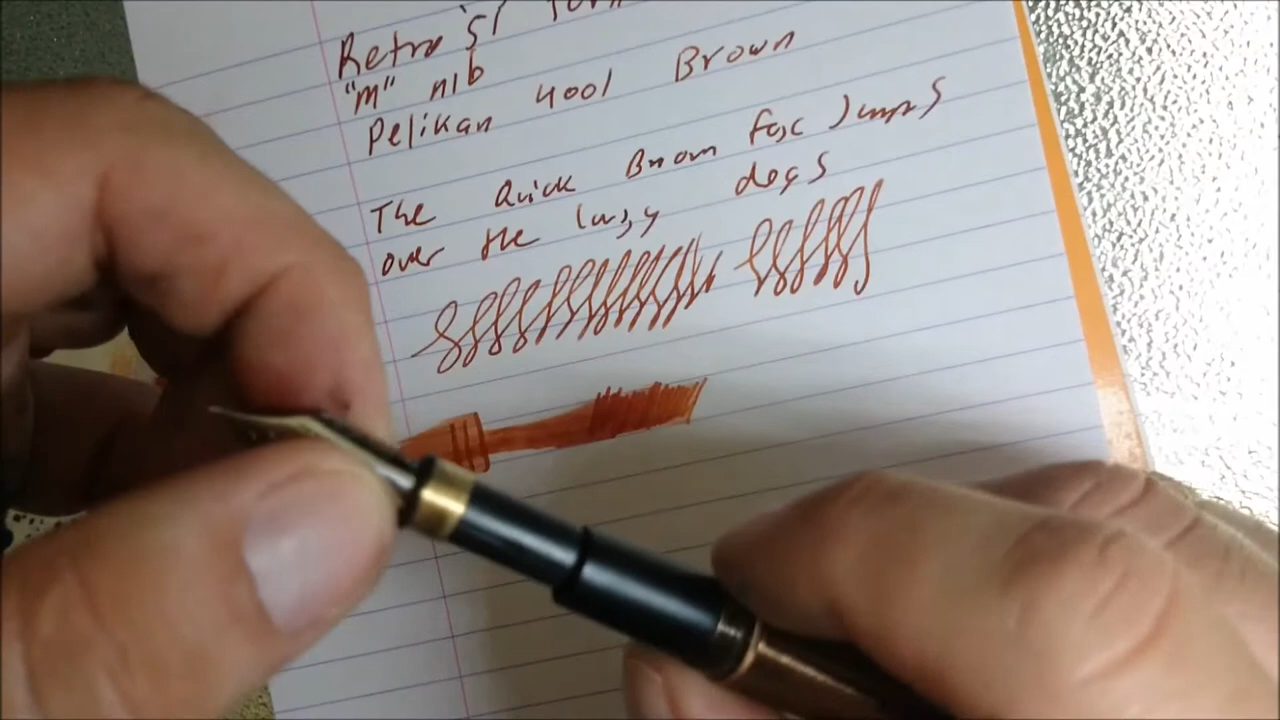 Retro 51
"M" nib
Pelikan 4001 Brown
The Quick Brown Fox Jumps
over the lazy dogs